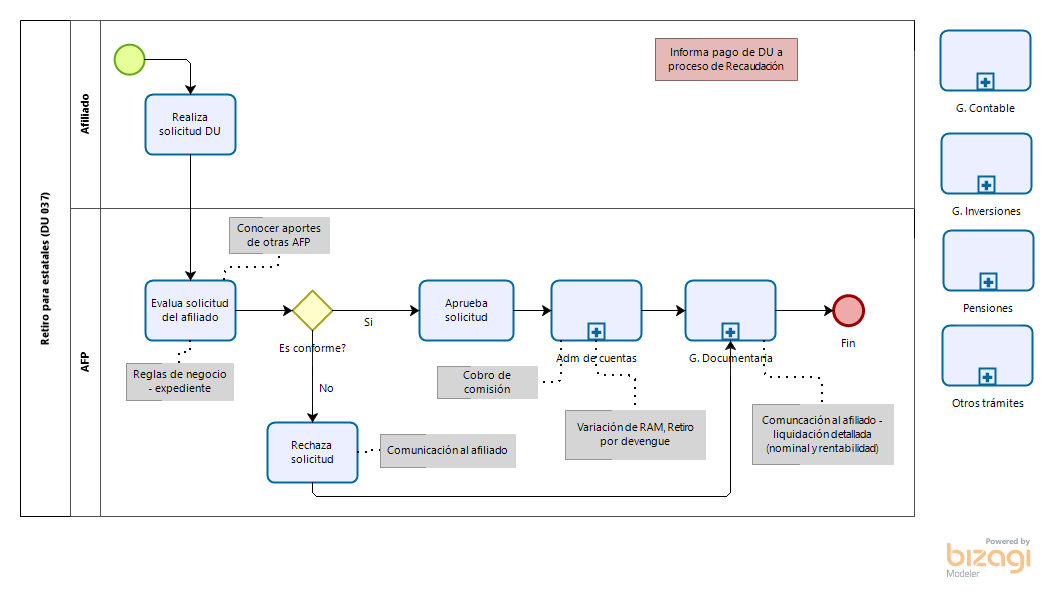 Retiro para estatales (DU 037)
Afiliado
Informa pago de DU a
proceso de Recaudación
Realiza
solicitud DU
AFP
Conocer aportes
de otras AFP
Evalua solicitud
del afiliado
Es conforme?
Si
No
Reglas de negocio
- expediente
Aprueba
solicitud
Adm de cuentas
G. Documentaria
Fin
Cobro de
comisión
Variación de RAM, Retiro
por devengue
Comuncación al afiliado -
liquidación detallada
(nominal y rentabilidad)
Rechaza
solicitud
Comunicación al afiliado
G. Contable
G. Inversiones
Pensiones
Otros trámites
Powered by
bizagi
Modeler